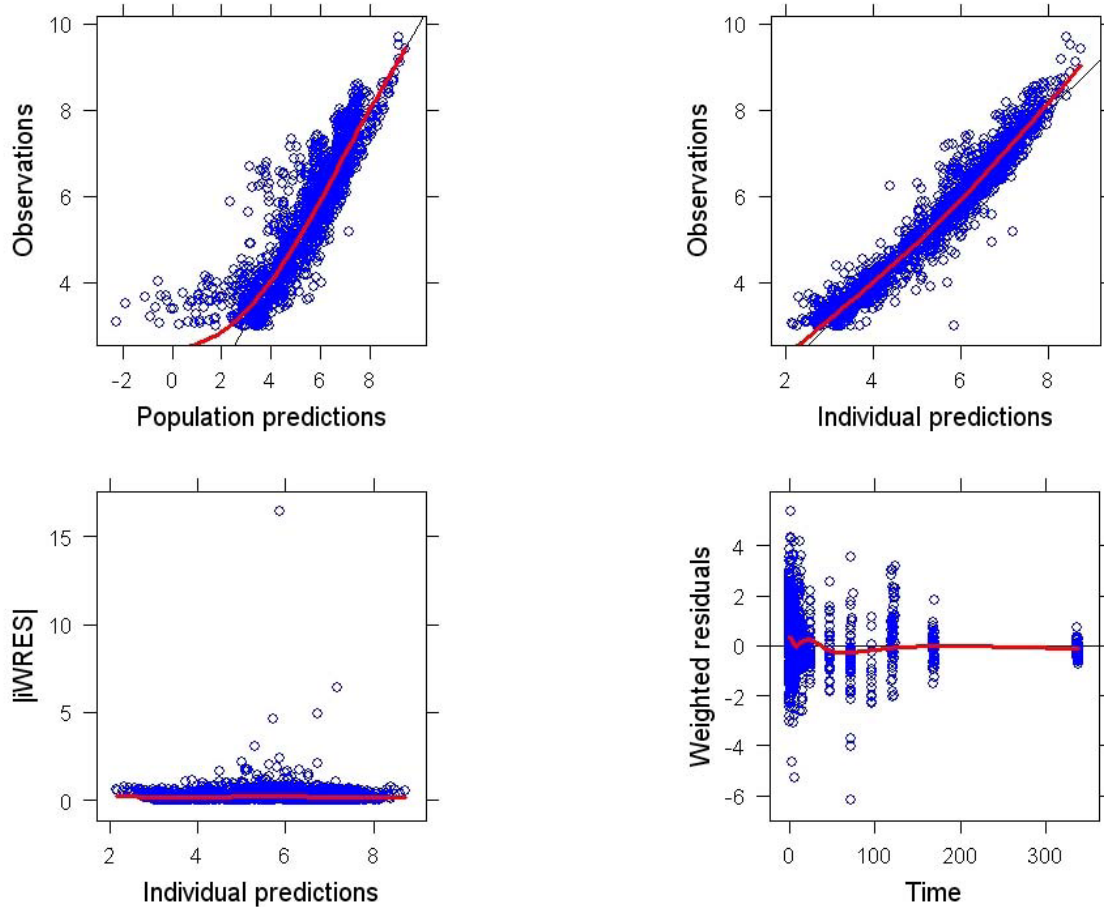 10
8
6
4
Observations
-2 0 2 4 6 8
Population predictions
10
8
6
4
Observations
2 4 6 8
Individual predictions
15
10
5
0
|iWRES|
2 4 6 8
Individual predictions
4
2
0
-2
-4
-6
Weighted residuals
0 100 200 300
Time